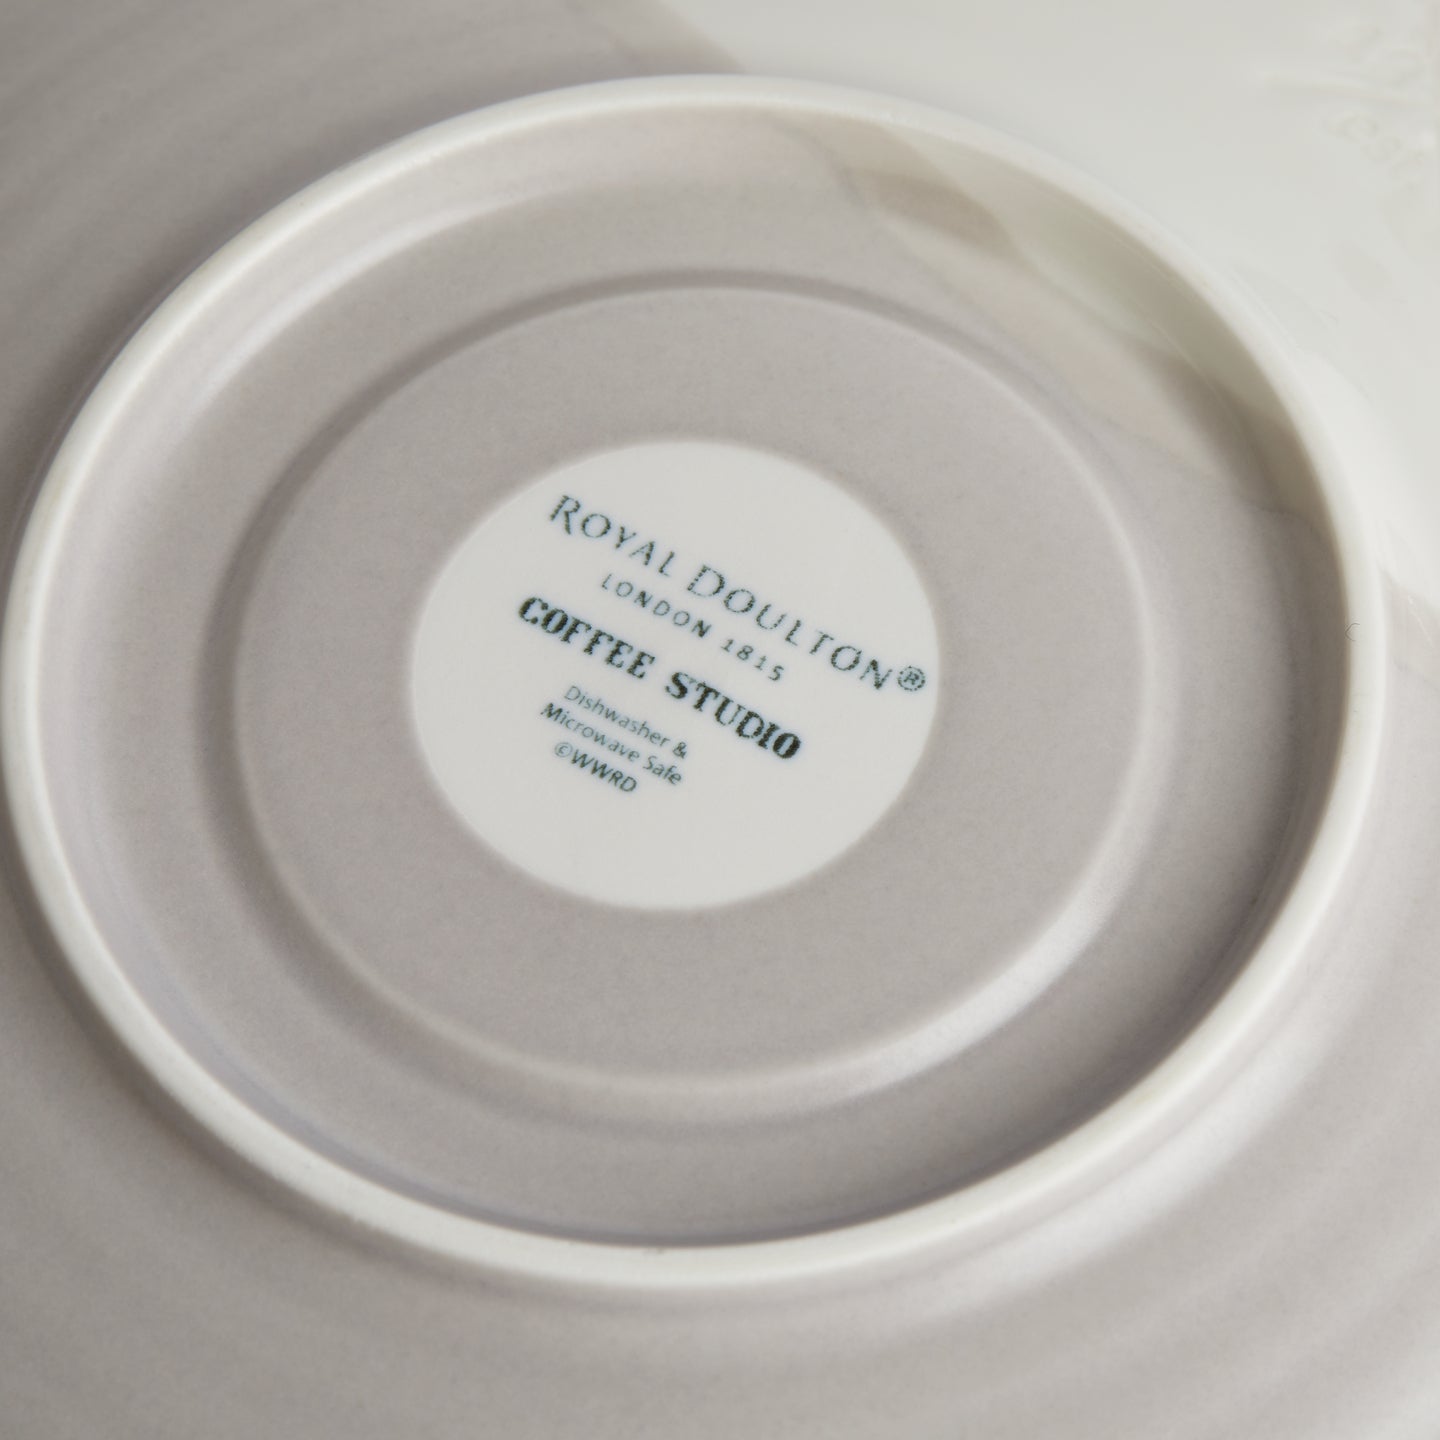 ROYAL DOULTON®
LONDON 1815
COFFEE STUDIO
Dishwasher &
Microwave Safe
©WWRD